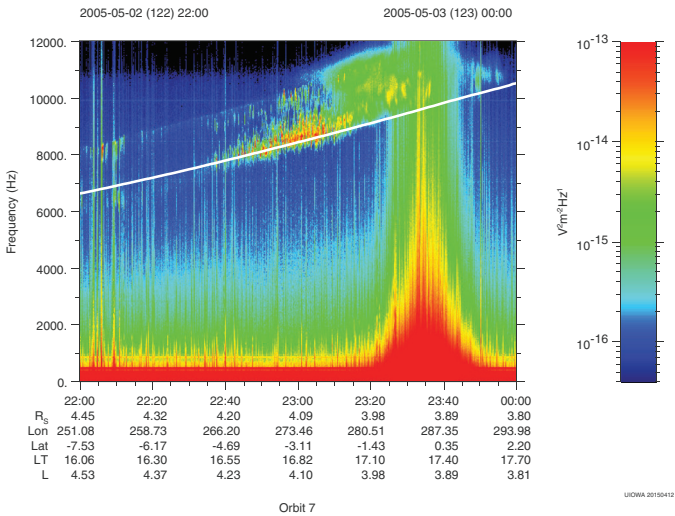 2005-05-02 (122) 22:00 2005-05-03 (123) 00:00
12000.
10000.
8000.
6000.
4000.
2000.
0.
Frequency (Hz)
10⁻¹³
10⁻¹⁴
10⁻¹⁵
10⁻¹⁶
V²m⁻²Hz¹
22:00 22:20 22:40 23:00 23:20 23:40 00:00
Rₛ 4.45 4.32 4.20 4.09 3.98 3.89 3.80
Lon 251.08 258.73 266.20 273.46 280.51 287.35 293.98
Lat -7.53 -6.17 -4.69 -3.11 -1.43 0.35 2.20
LT 16.06 16.30 16.55 16.82 17.10 17.40 17.70
L 4.53 4.37 4.23 4.10 3.98 3.89 3.81
UIOWA 20150412
Orbit 7